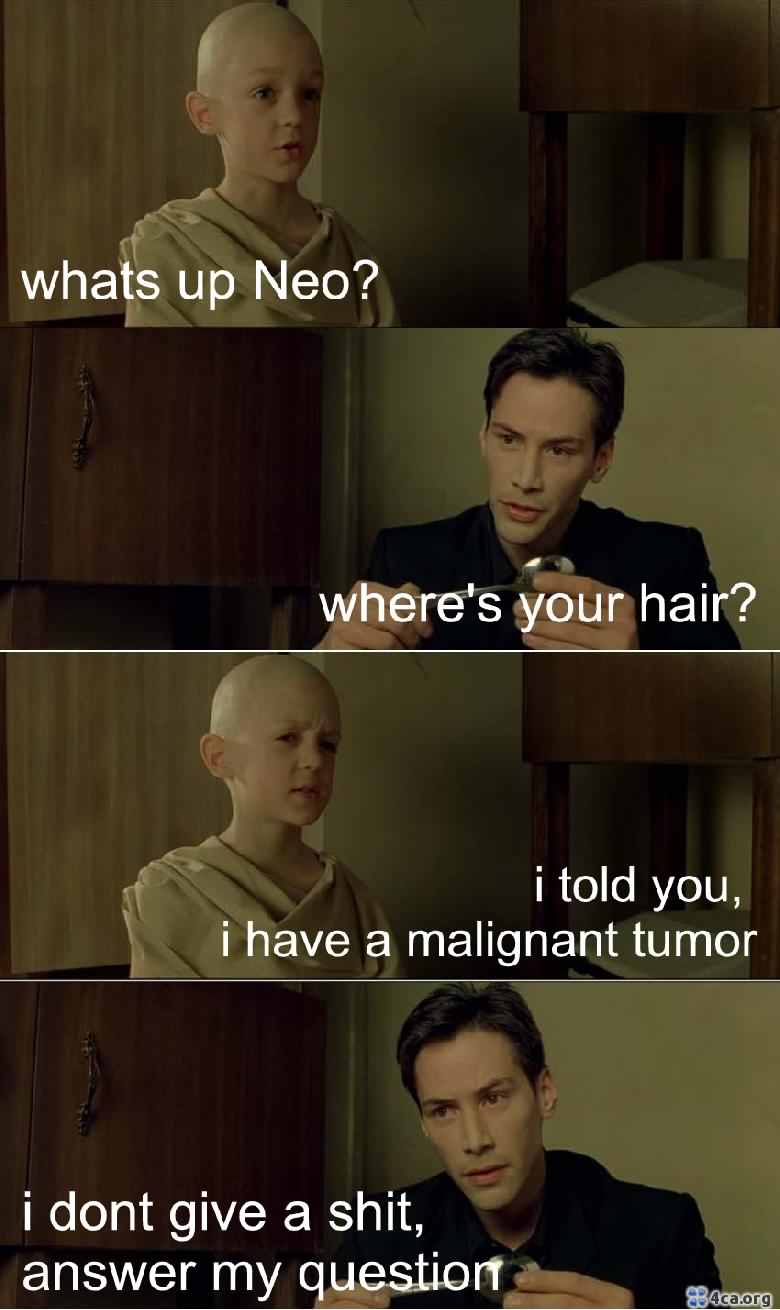 whats up Neo?
where's your hair?
i told you,
i have a malignant tumor
i dont give a shit,
answer my question
4ca.org